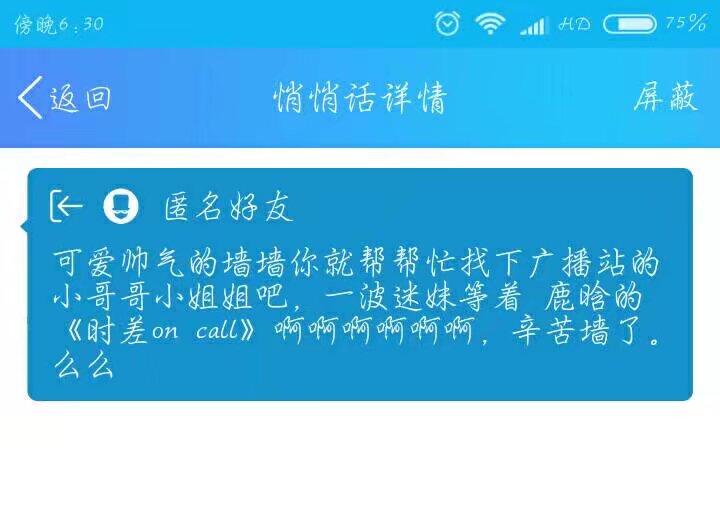 傍晚6:30 HD 75%
返回 悄悄话详情 屏蔽
匿名好友
可爱帅气的墙墙你就帮帮忙找下广播站的
小哥哥小姐姐吧，一波迷妹等着 鹿晗的
《时差on call》啊啊啊啊啊啊，辛苦墙了。
么么